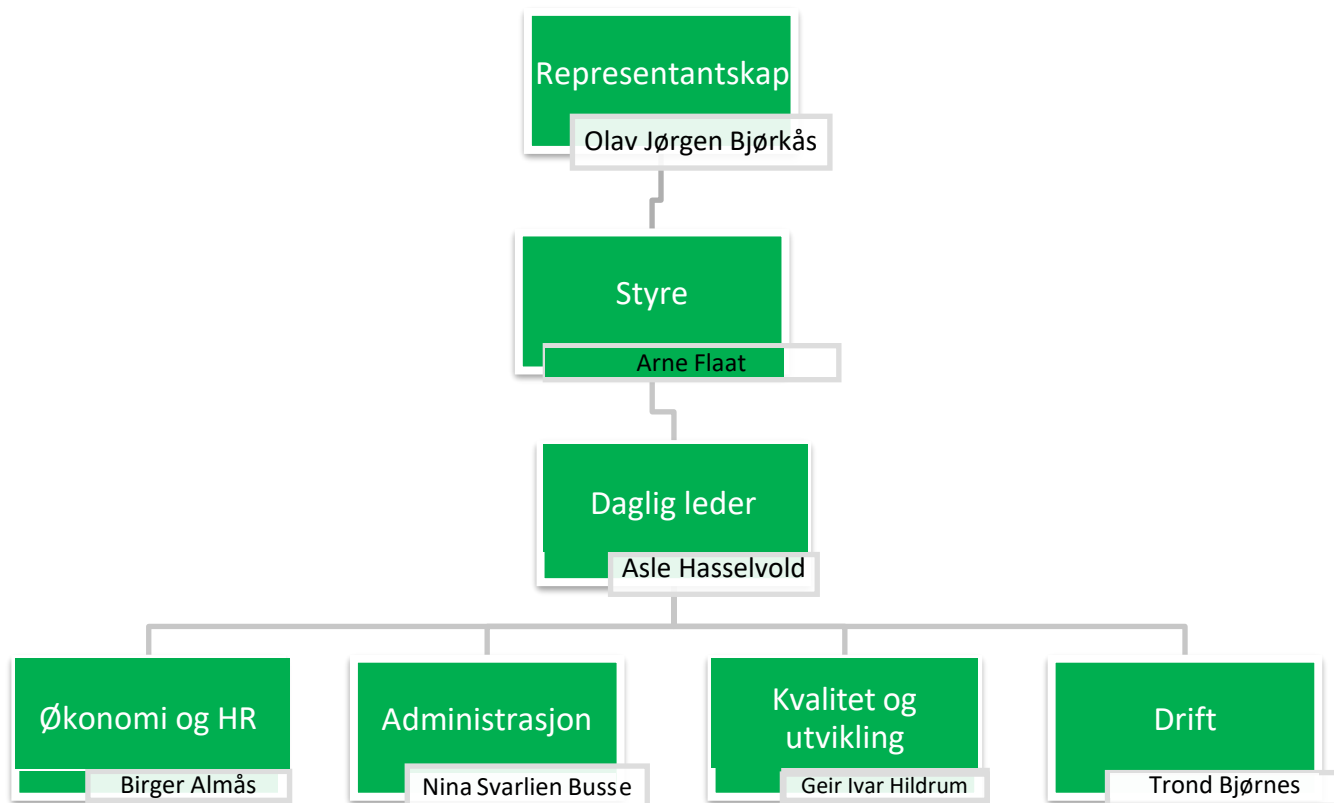 Representantskap
Olav Jørgen Bjørkås
Styre
Arne Flaat
Daglig leder
Asle Hasselvold
Økonomi og HR
Birger Almås
Administrasjon
Nina Svarlien Busse
Kvalitet og
utvikling
Geir Ivar Hildrum
Drift
Trond Bjørnes